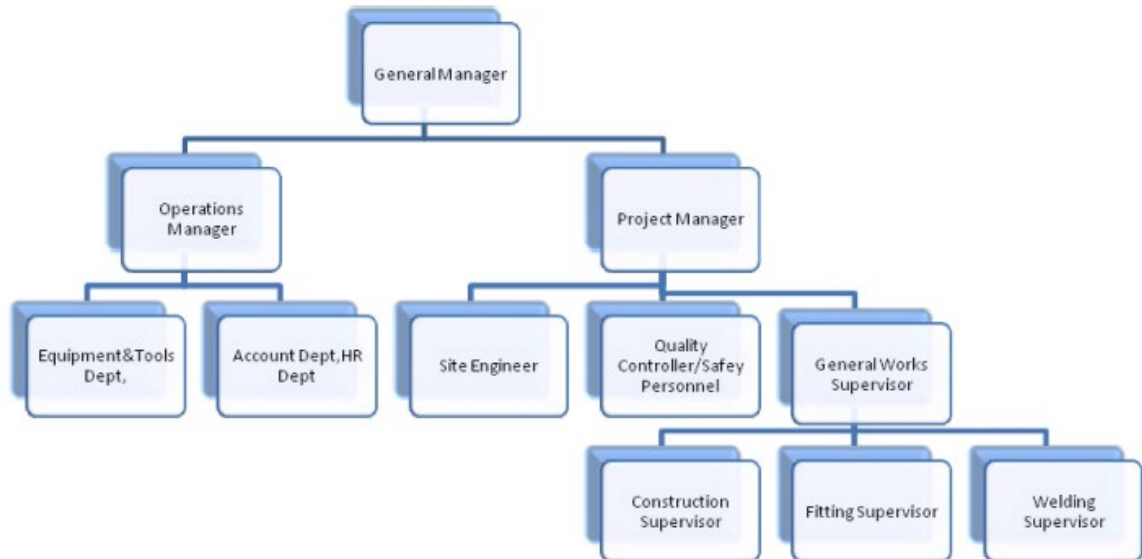 General Manager
Operations
Manager
Project Manager
Equipment&Tools
Dept,
Account Dept,HR
Dept
Site Engineer
Quality
Controller/Safey
Personnel
General Works
Supervisor
Construction
Supervisor
Fitting Supervisor
Welding
Supervisor